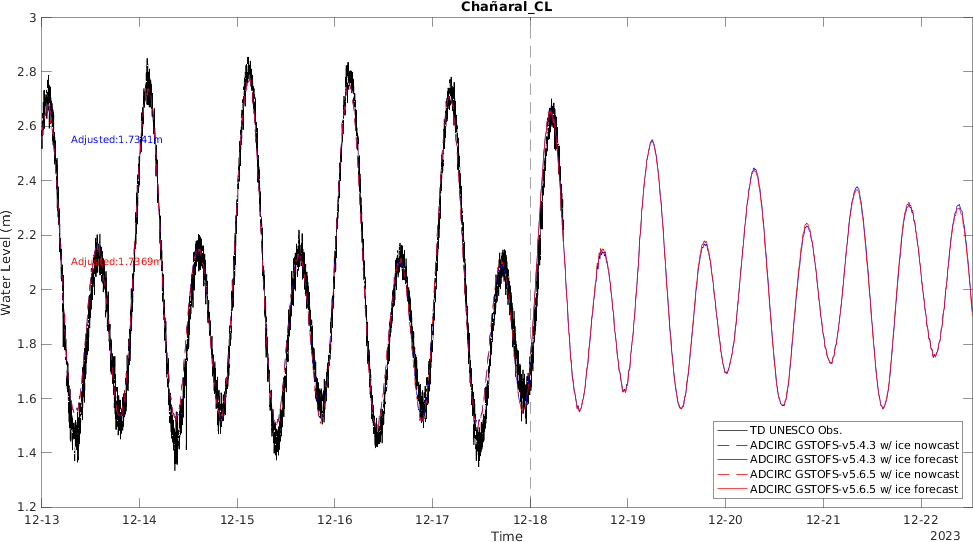 Chañaral_CL
3
2.8
2.6
2.4
2.2
2
1.8
1.6
1.4
1.2
Water Level (m)
Adjusted:1.7341m
Adjusted:1.7369m
TD UNESCO Obs.
ADCIRC GSTOFS-v5.4.3 w/ ice nowcast
ADCIRC GSTOFS-v5.4.3 w/ ice forecast
ADCIRC GSTOFS-v5.6.5 w/ ice nowcast
ADCIRC GSTOFS-v5.6.5 w/ ice forecast
12-13 12-14 12-15 12-16 12-17 12-18 12-19 12-20 12-21 12-22
Time
2023